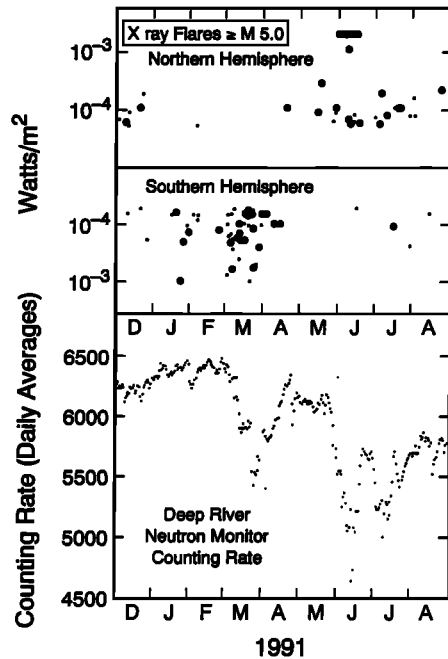 X ray Flares ≥ M 5.0
Northern Hemisphere
10⁻³
10⁻⁴
Watts/m²
Southern Hemisphere
10⁻⁴
10⁻³
D J F M A M J J A
Counting Rate (Daily Averages)
6500
6000
5500
5000
4500
Deep River
Neutron Monitor
Counting Rate
D J F M A M J J A
1991